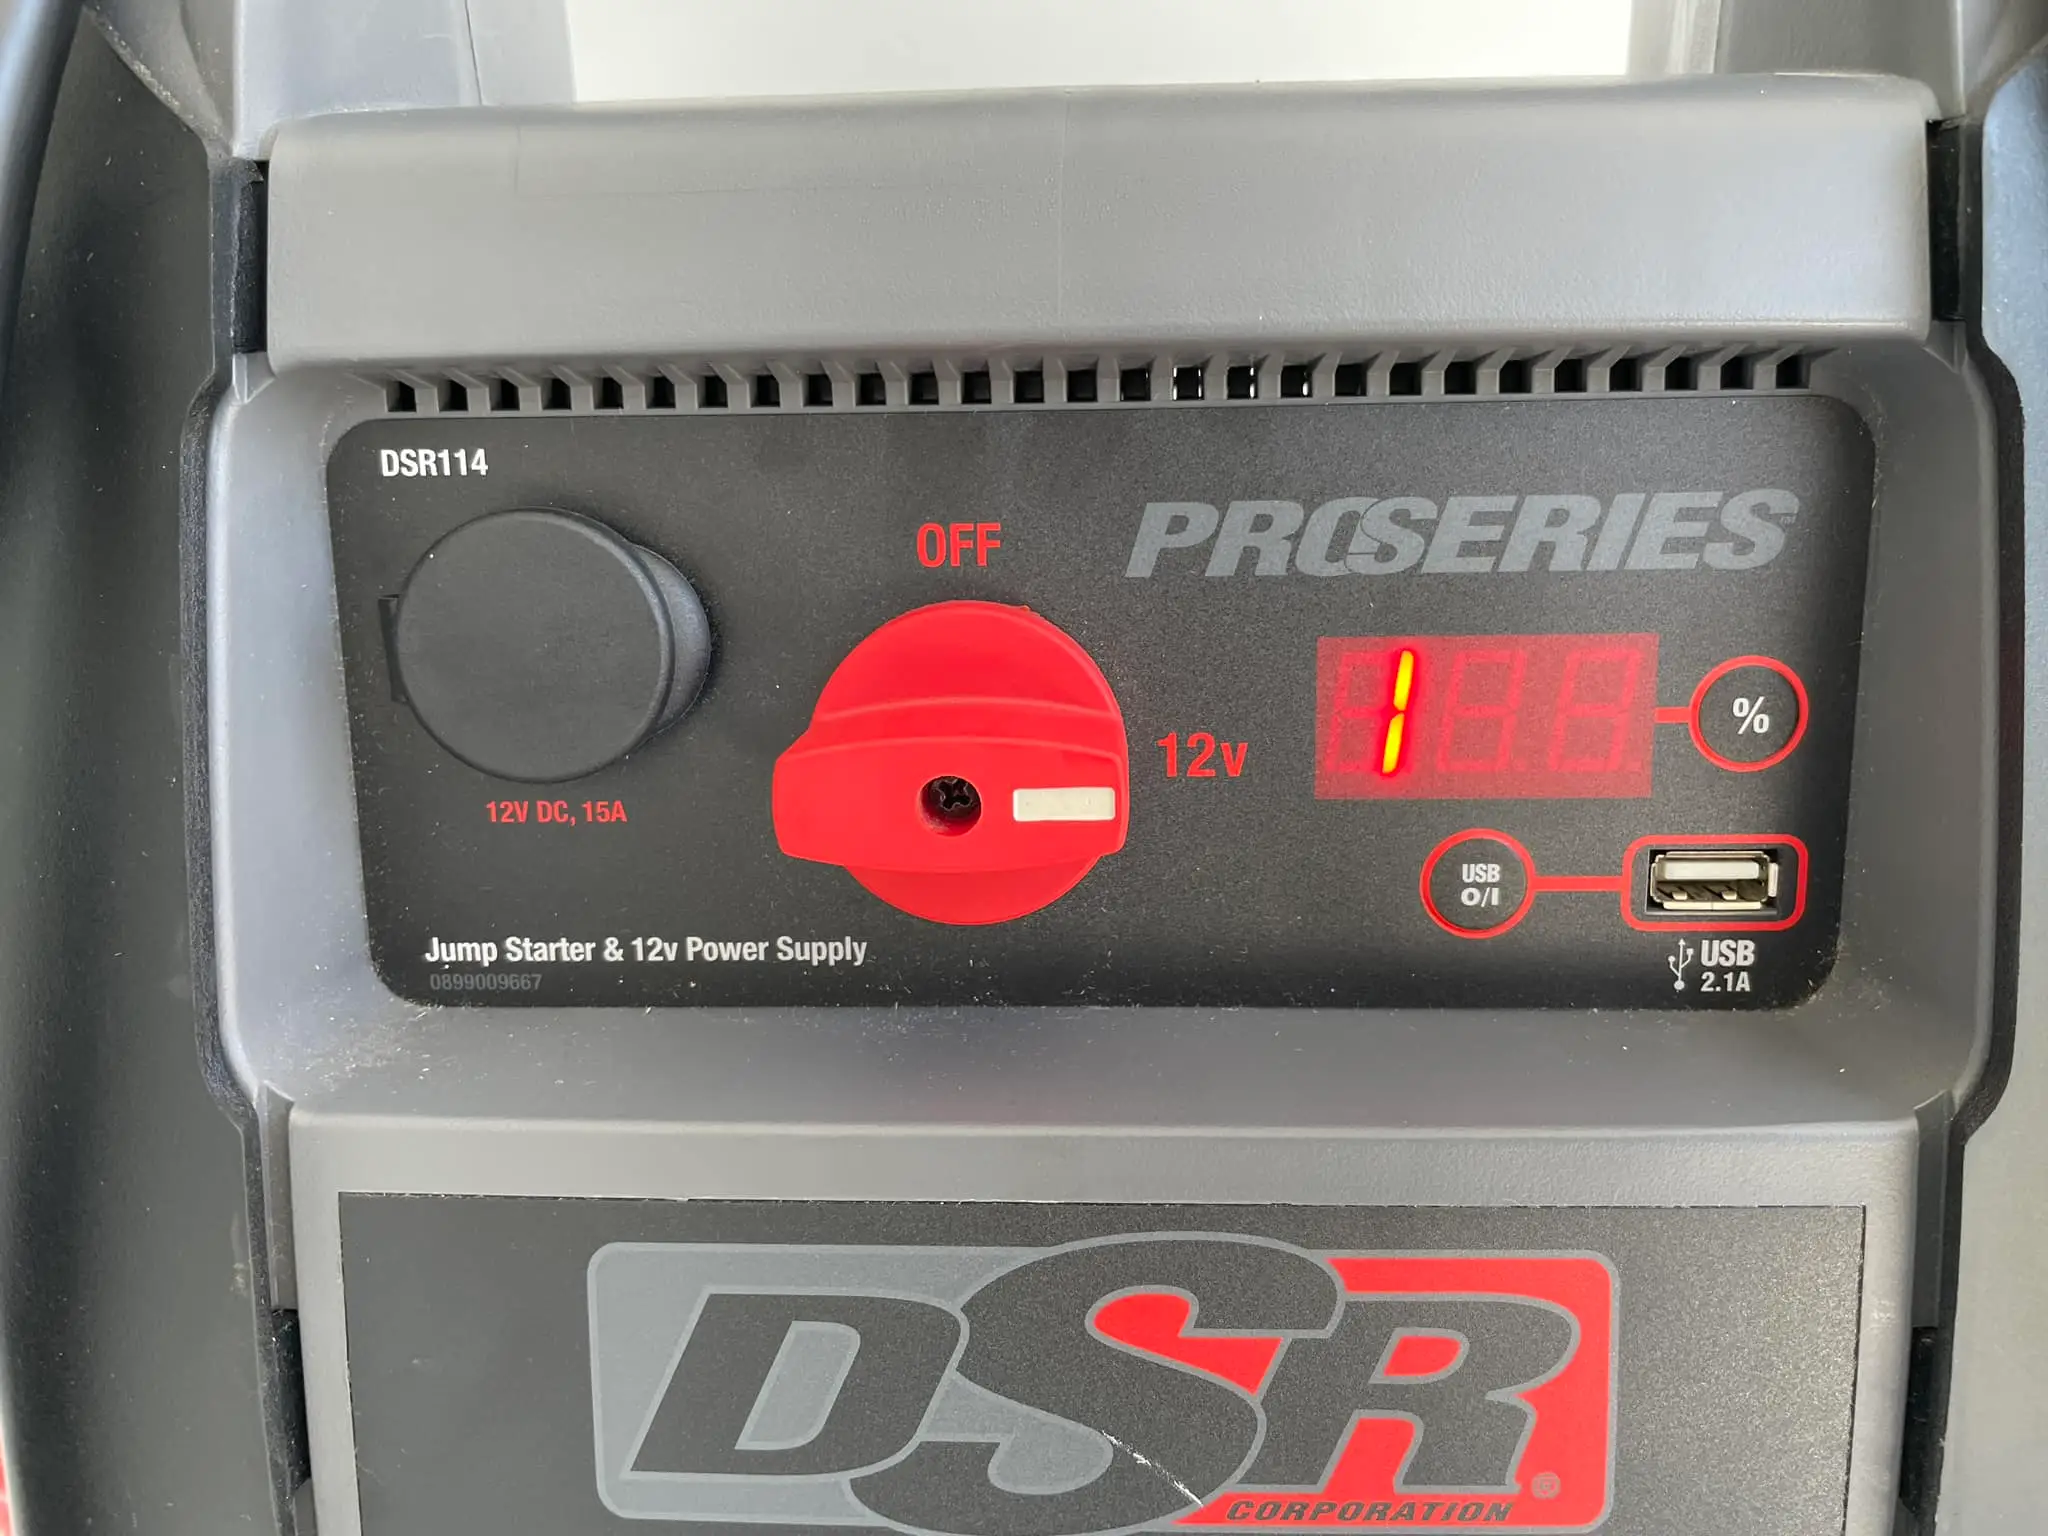 DSR114
PROSERIES
OFF
12v
1
%
12V DC, 15A
USB
O/I
USB
2.1A
Jump Starter & 12v Power Supply
0899009667
DSR®
CORPORATION